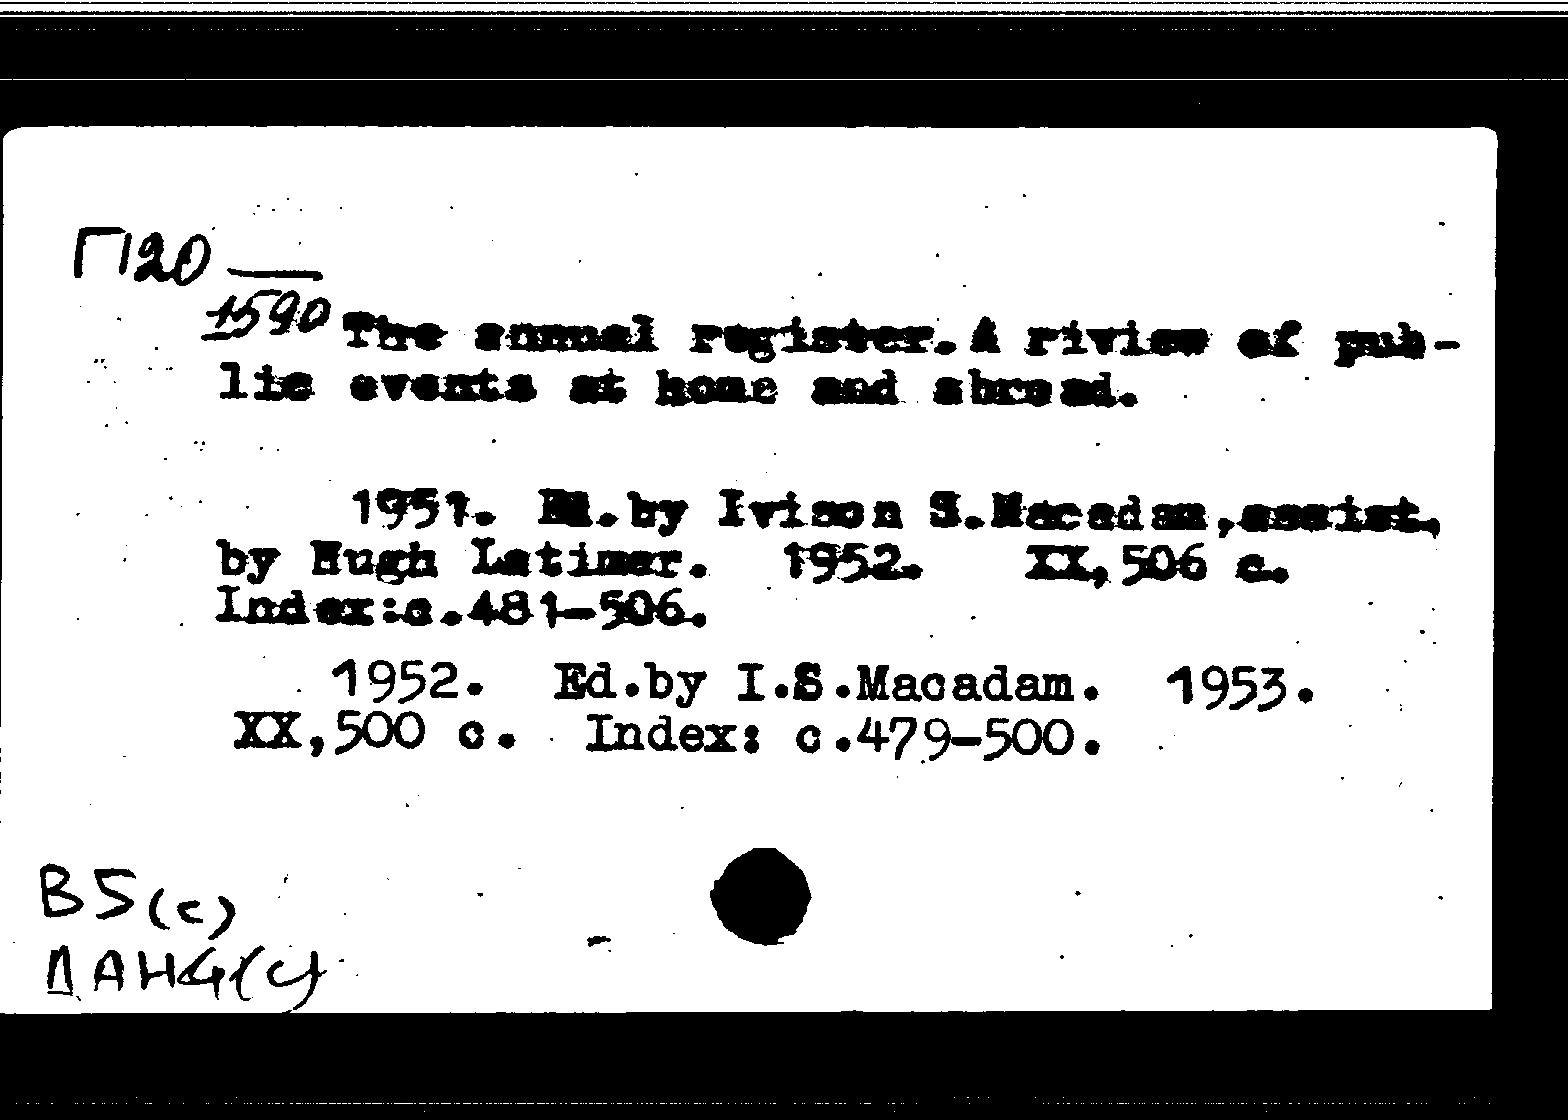 П20
1590 The annual register. A riview of pub-
lic events at home and abroad.
1951. Ed.by Ivison S.Macadam,assist.
by Hugh Latimer. 1952. XX,506 c.
Index:c.481-506.
1952. Ed.by I.S.Macadam. 1953.
XX,500 c. Index: c.479-500.
B5(c)
ДАН4(c)